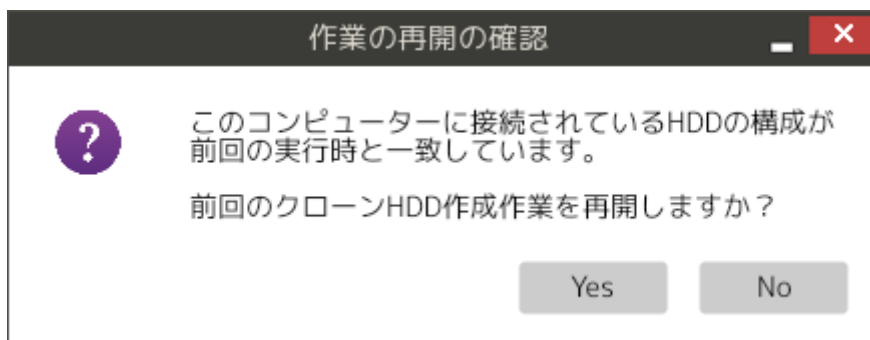 作業の再開の確認
このコンピューターに接続されているHDDの構成が
前回の実行時と一致しています。
前回のクローンHDD作成作業を再開しますか？
Yes No